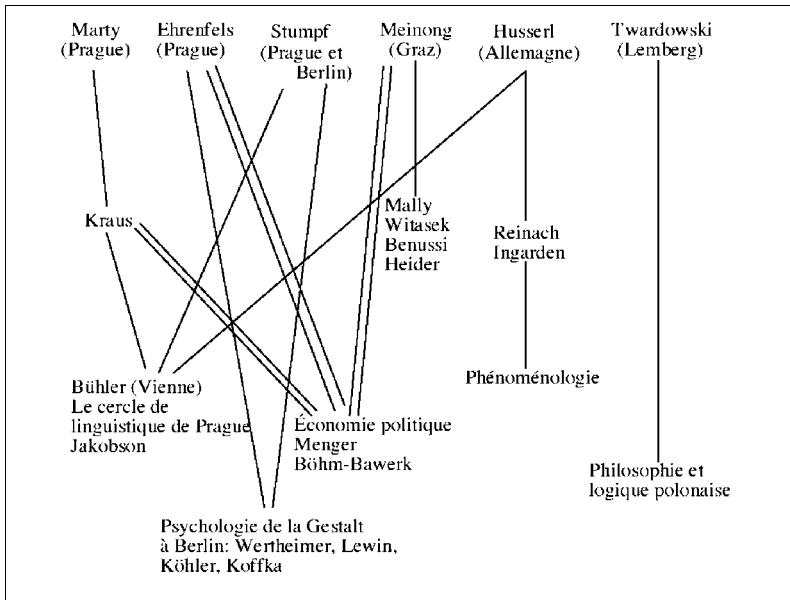 Marty
(Prague)
Ehrenfels
(Prague)
Stumpf
(Prague et
Berlin)
Meinong
(Graz)
Husserl
(Allemagne)
Twardowski
(Lemberg)
Kraus
Mally
Witasek
Benussi
Heider
Reinach
Ingarden
Bühler (Vienne)
Le cercle de
linguistique de Prague
Jakobson
Économie politique
Menger
Böhm-Bawerk
Phénoménologie
Philosophie et
logique polonaise
Psychologie de la Gestalt
à Berlin: Wertheimer, Lewin,
Köhler, Koffka